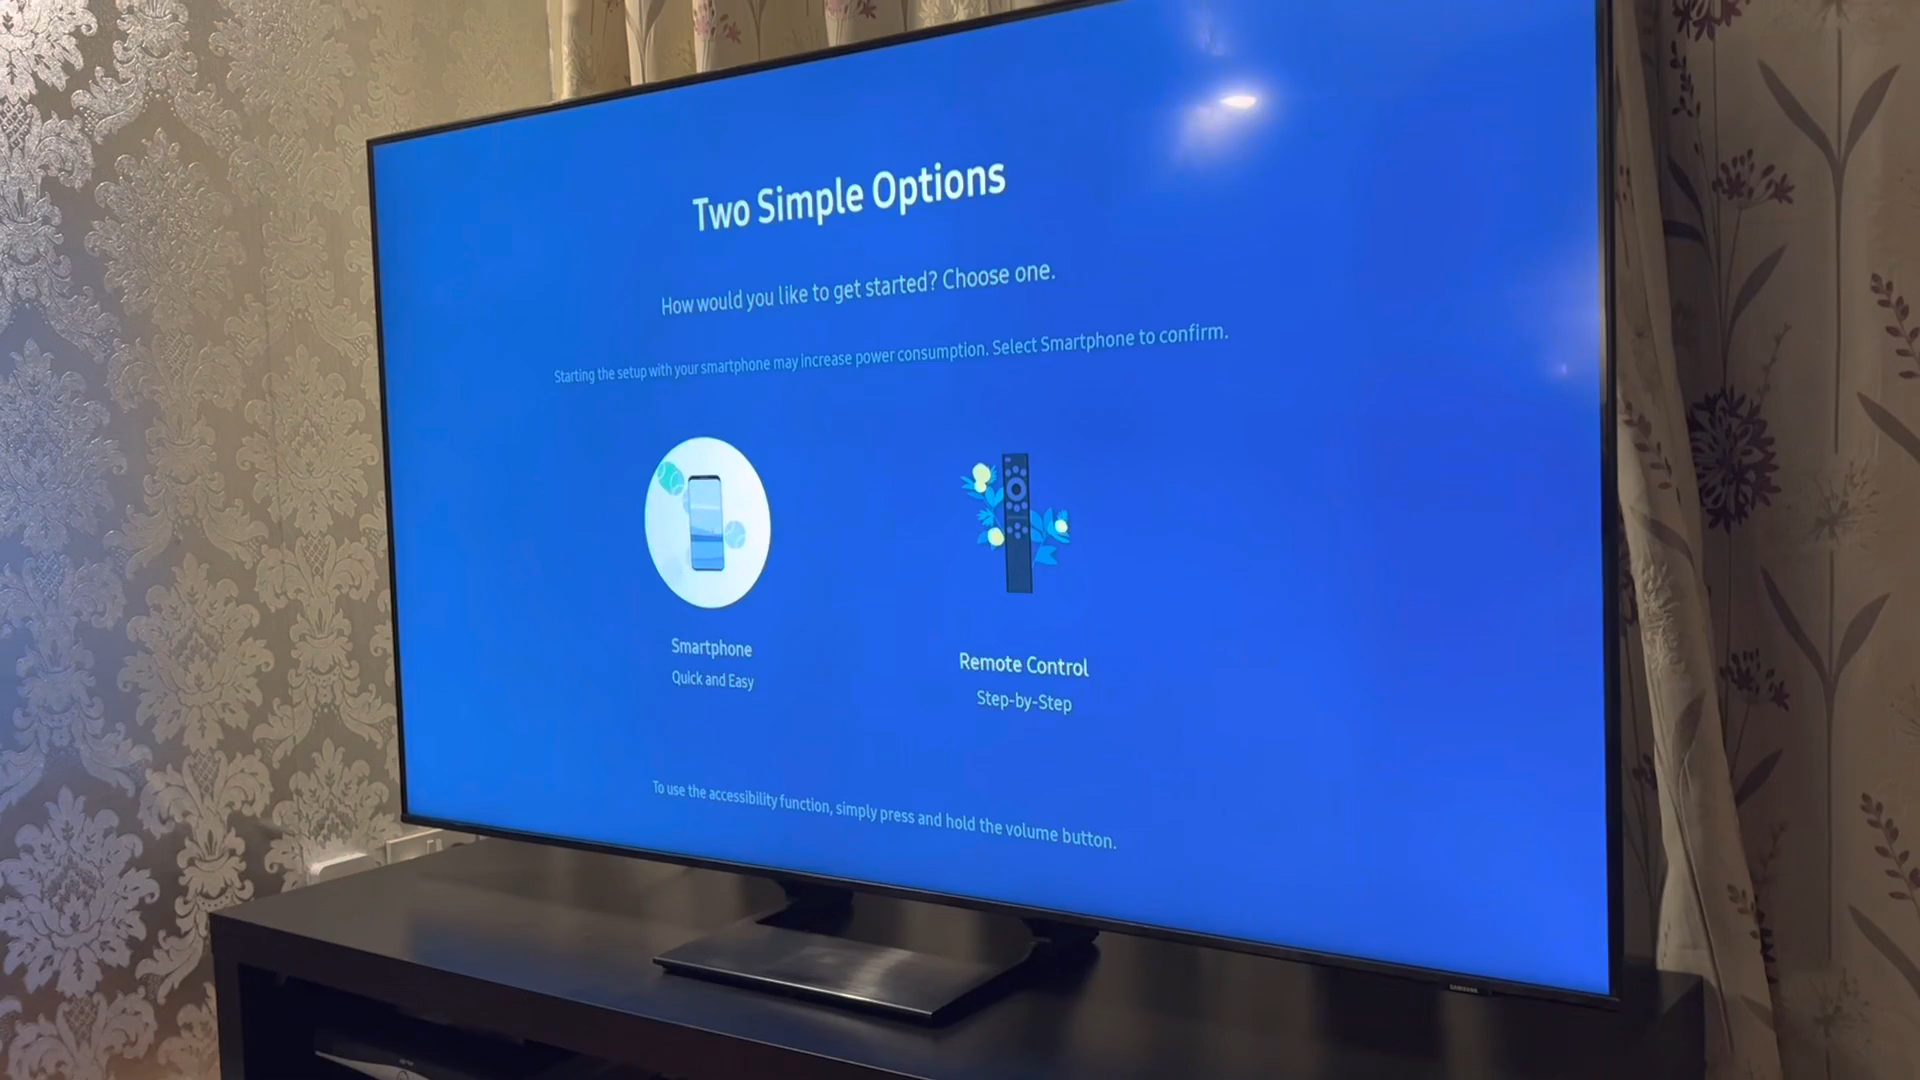 Two Simple Options
How would you like to get started? Choose one.
Starting the setup with your smartphone may increase power consumption. Select Smartphone to confirm.
Smartphone
Quick and Easy
Remote Control
Step-by-Step
To use the accessibility function, simply press and hold the volume button.
SAMSUNG